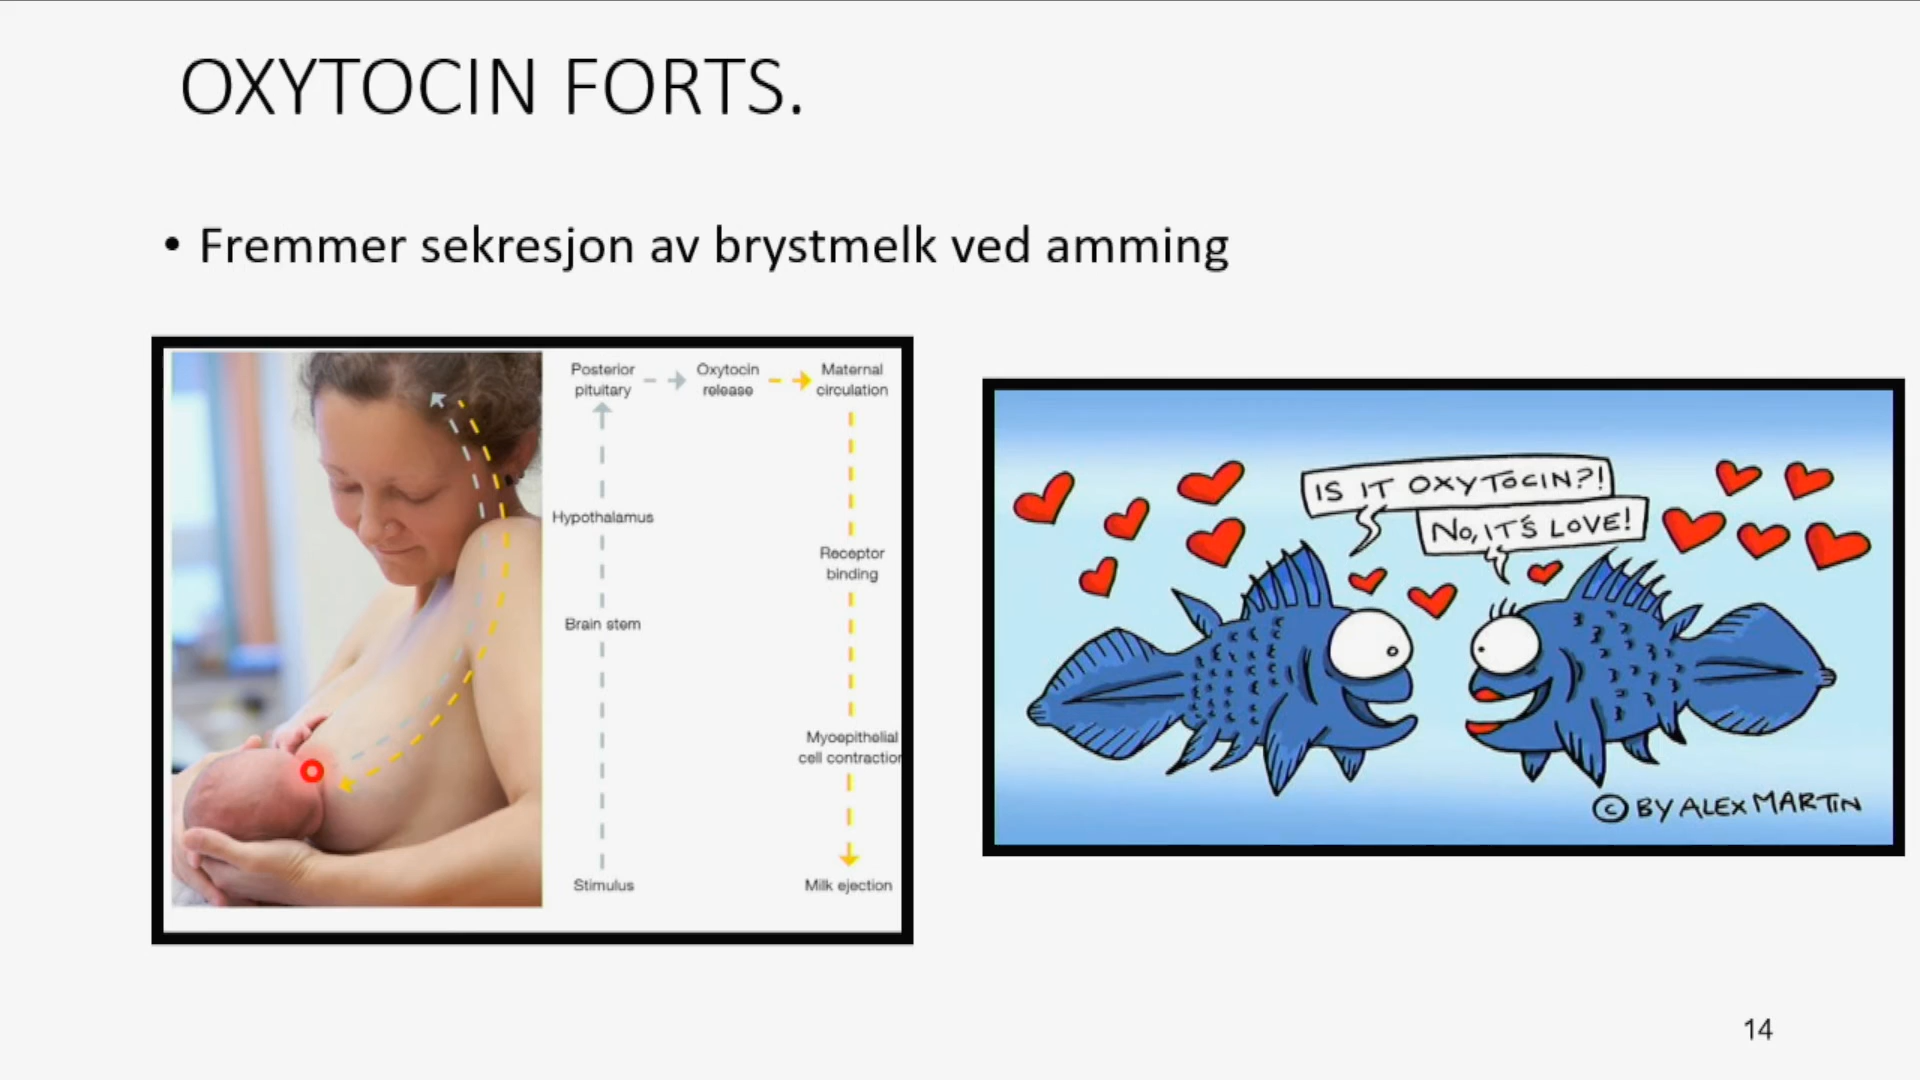 OXYTOCIN FORTS.
• Fremmer sekresjon av brystmelk ved amming
Posterior
pituitary
Oxytocin
release
Maternal
circulation
Hypothalamus
Receptor
binding
Brain stem
Myoepithelial
cell contraction
Stimulus
Milk ejection
IS IT OXYTOCIN?!
NO, IT'S LOVE!
© BY ALEX MARTIN
14